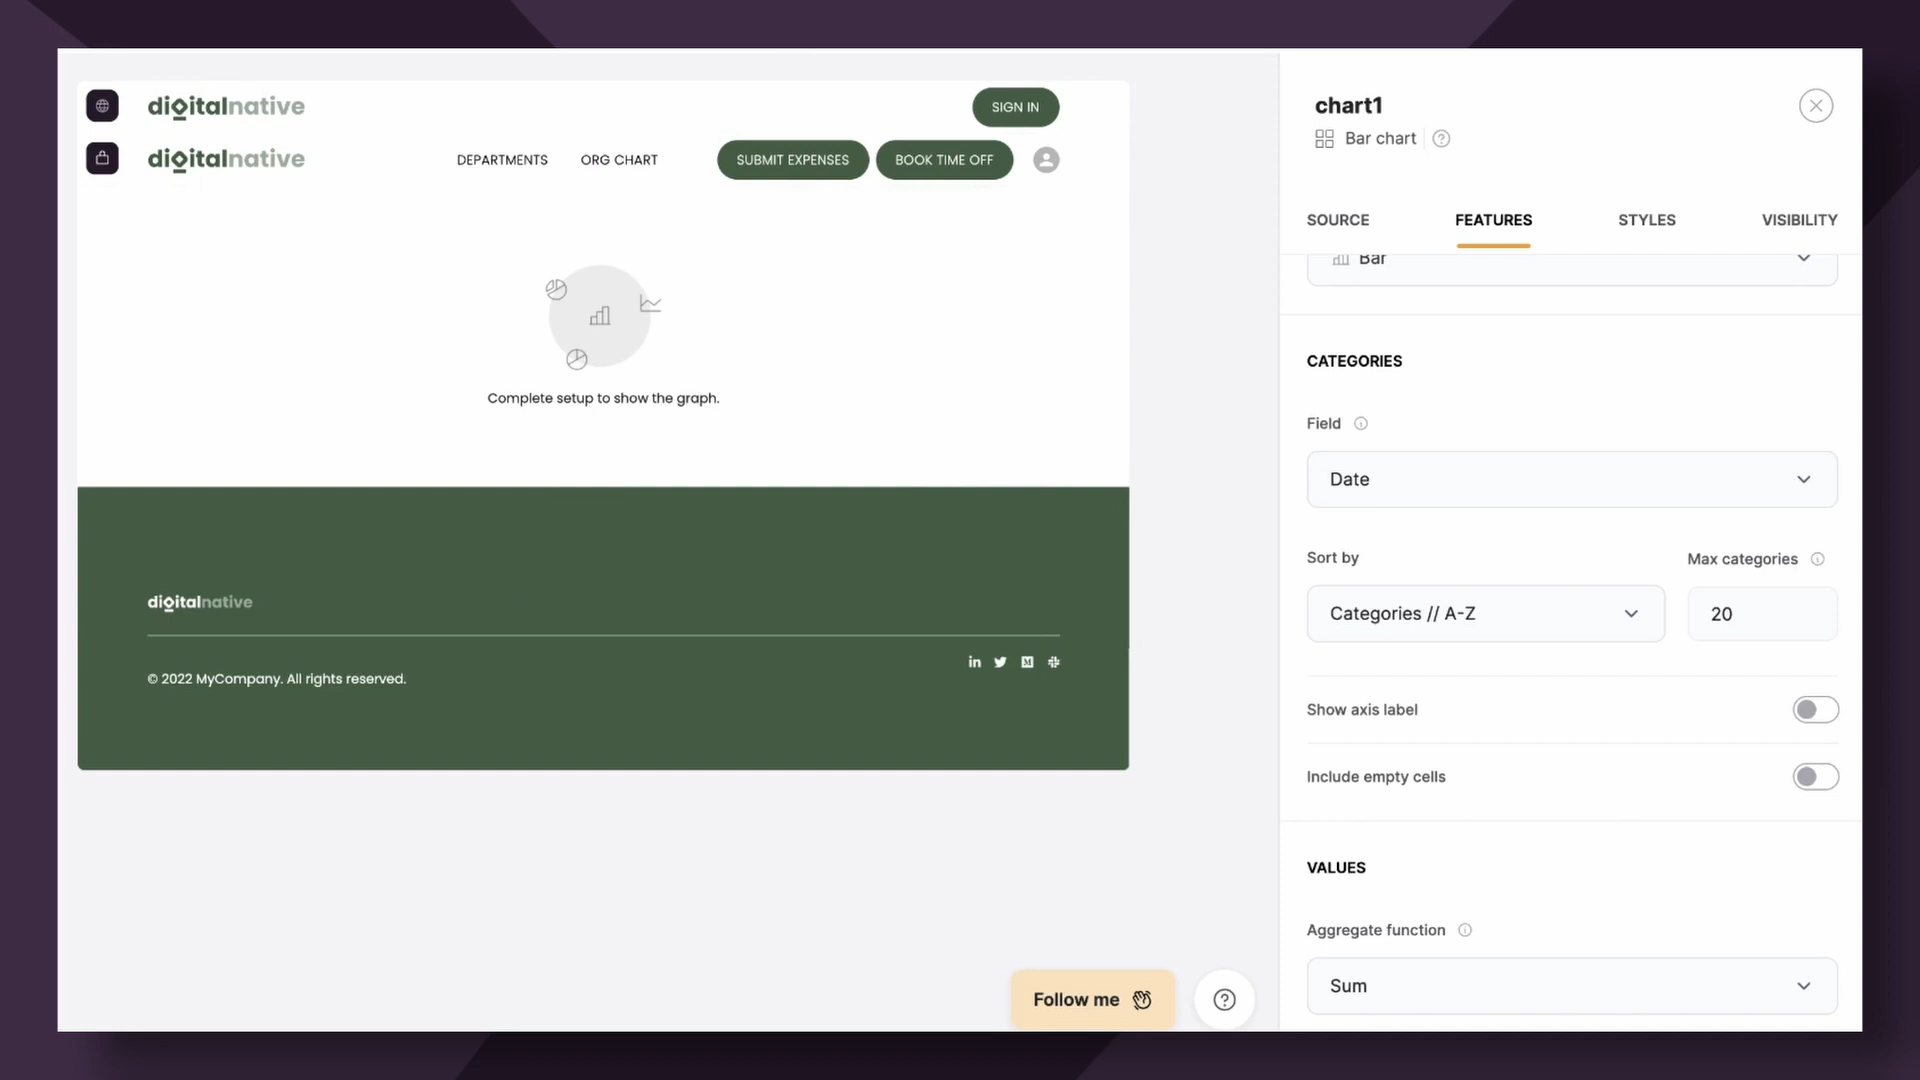 digitalnative
SIGN IN
digitalnative
DEPARTMENTS
ORG CHART
SUBMIT EXPENSES
BOOK TIME OFF
Complete setup to show the graph.
digitalnative
© 2022 MyCompany. All rights reserved.
Follow me
chart1
Bar chart
SOURCE
FEATURES
STYLES
VISIBILITY
Bar
CATEGORIES
Field
Date
Sort by
Max categories
Categories // A-Z
20
Show axis label
Include empty cells
VALUES
Aggregate function
Sum